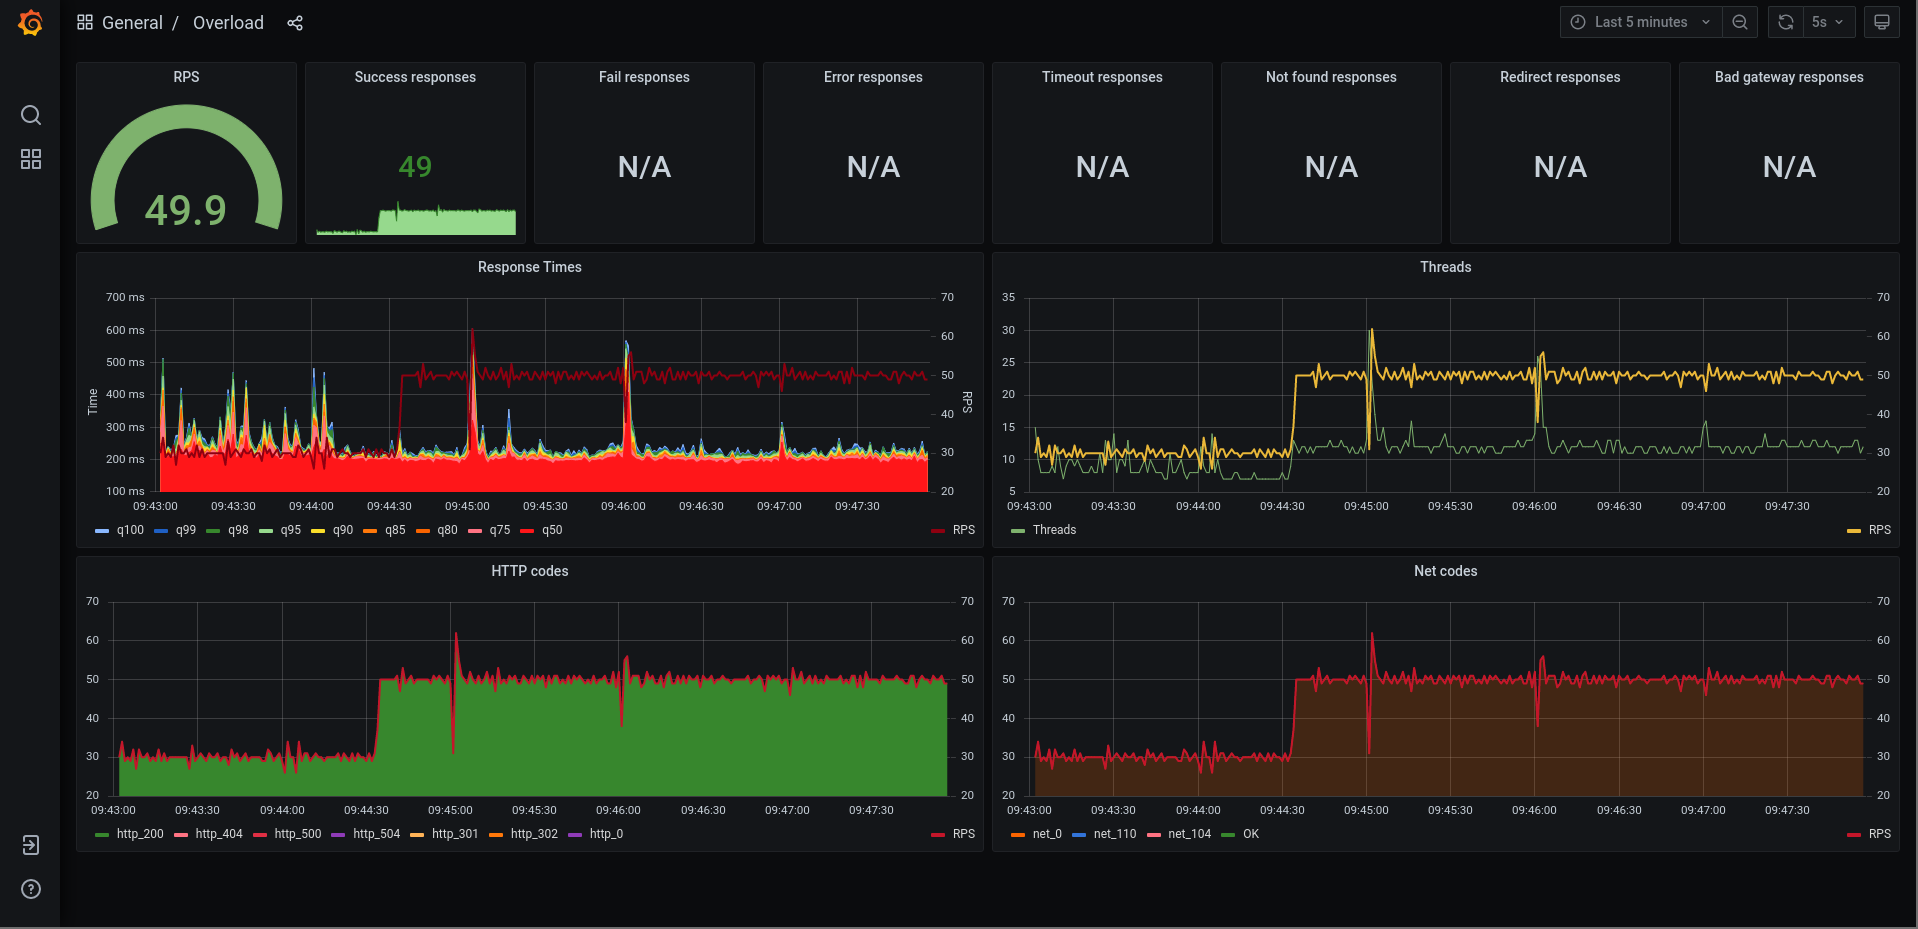 General / Overload
Last 5 minutes
5s
RPS
Success responses
Fail responses
Error responses
Timeout responses
Not found responses
Redirect responses
Bad gateway responses
49.9
49
N/A
N/A
N/A
N/A
N/A
N/A
Response Times
700 ms
600 ms
500 ms
400 ms
300 ms
200 ms
100 ms
Time
70
60
50
40
30
20
RPS
09:43:00 09:43:30 09:44:00 09:44:30 09:45:00 09:45:30 09:46:00 09:46:30 09:47:00 09:47:30
q100 q99 q98 q95 q90 q85 q80 q75 q50 RPS
Threads
35
30
25
20
15
10
5
70
60
50
40
30
20
09:43:00 09:43:30 09:44:00 09:44:30 09:45:00 09:45:30 09:46:00 09:46:30 09:47:00 09:47:30
Threads RPS
HTTP codes
70
60
50
40
30
20
70
60
50
40
30
20
09:43:00 09:43:30 09:44:00 09:44:30 09:45:00 09:45:30 09:46:00 09:46:30 09:47:00 09:47:30
http_200 http_404 http_500 http_504 http_301 http_302 http_0 RPS
Net codes
70
60
50
40
30
20
70
60
50
40
30
20
09:43:00 09:43:30 09:44:00 09:44:30 09:45:00 09:45:30 09:46:00 09:46:30 09:47:00 09:47:30
net_0 net_110 net_104 OK RPS